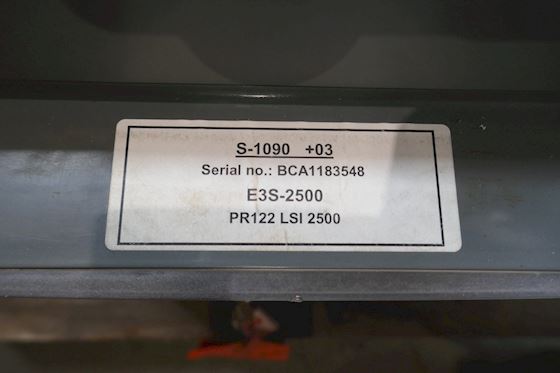 S-1090 +03
Serial no.: BCA1183548
E3S-2500
PR122 LSI 2500